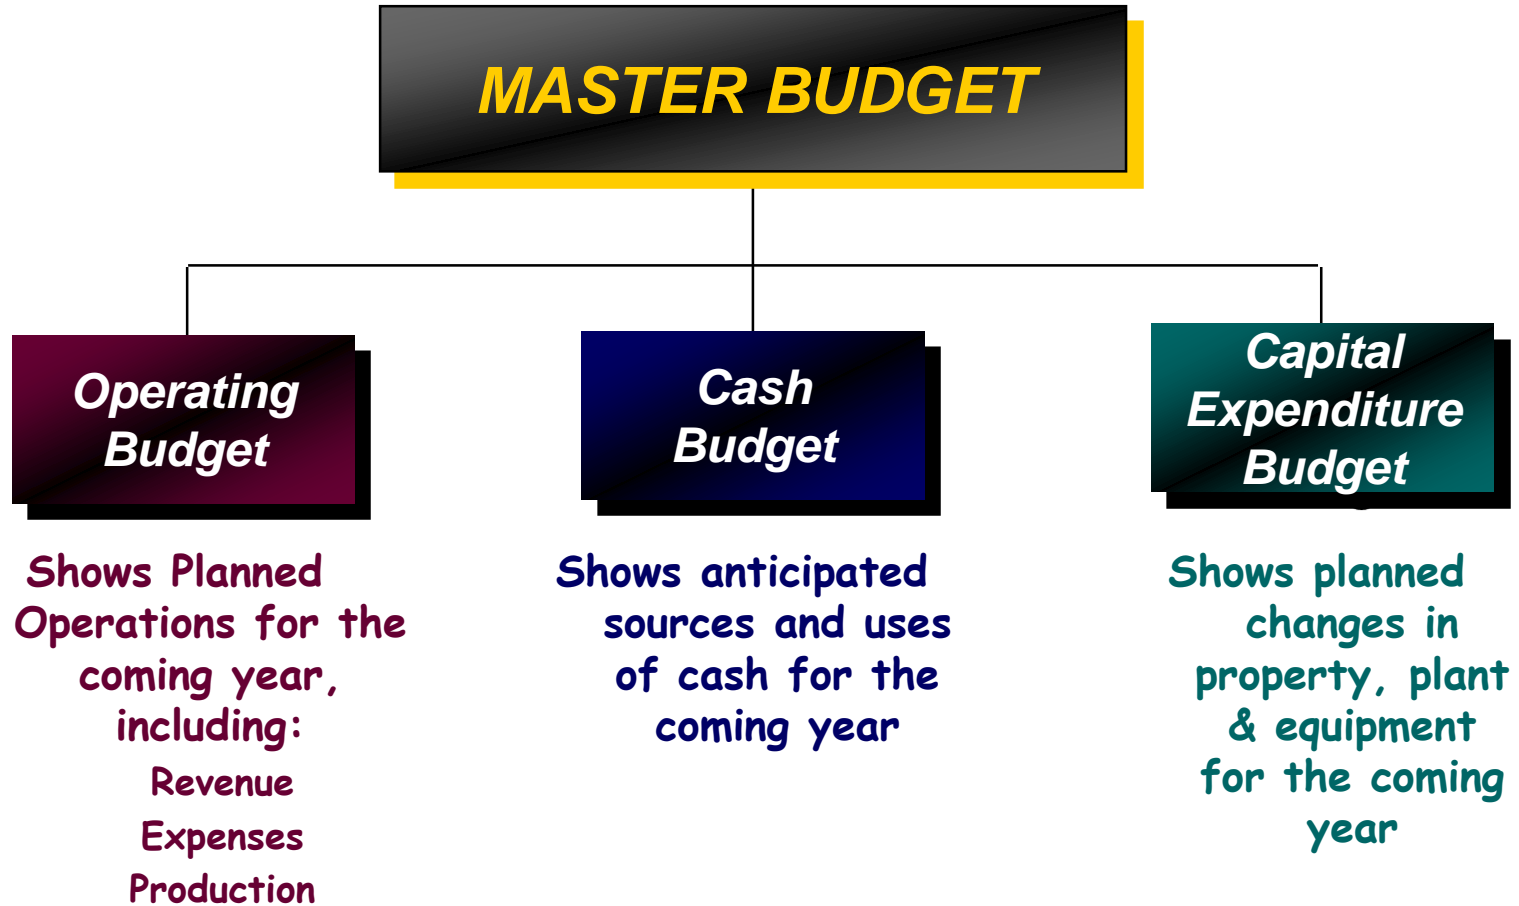 MASTER BUDGET
Operating
Budget
Shows Planned
Operations for the
coming year,
including:
Revenue
Expenses
Production
Cash
Budget
Shows anticipated
sources and uses
of cash for the
coming year
Capital
Expenditure
Budget
Shows planned
changes in
property, plant
& equipment
for the coming
year